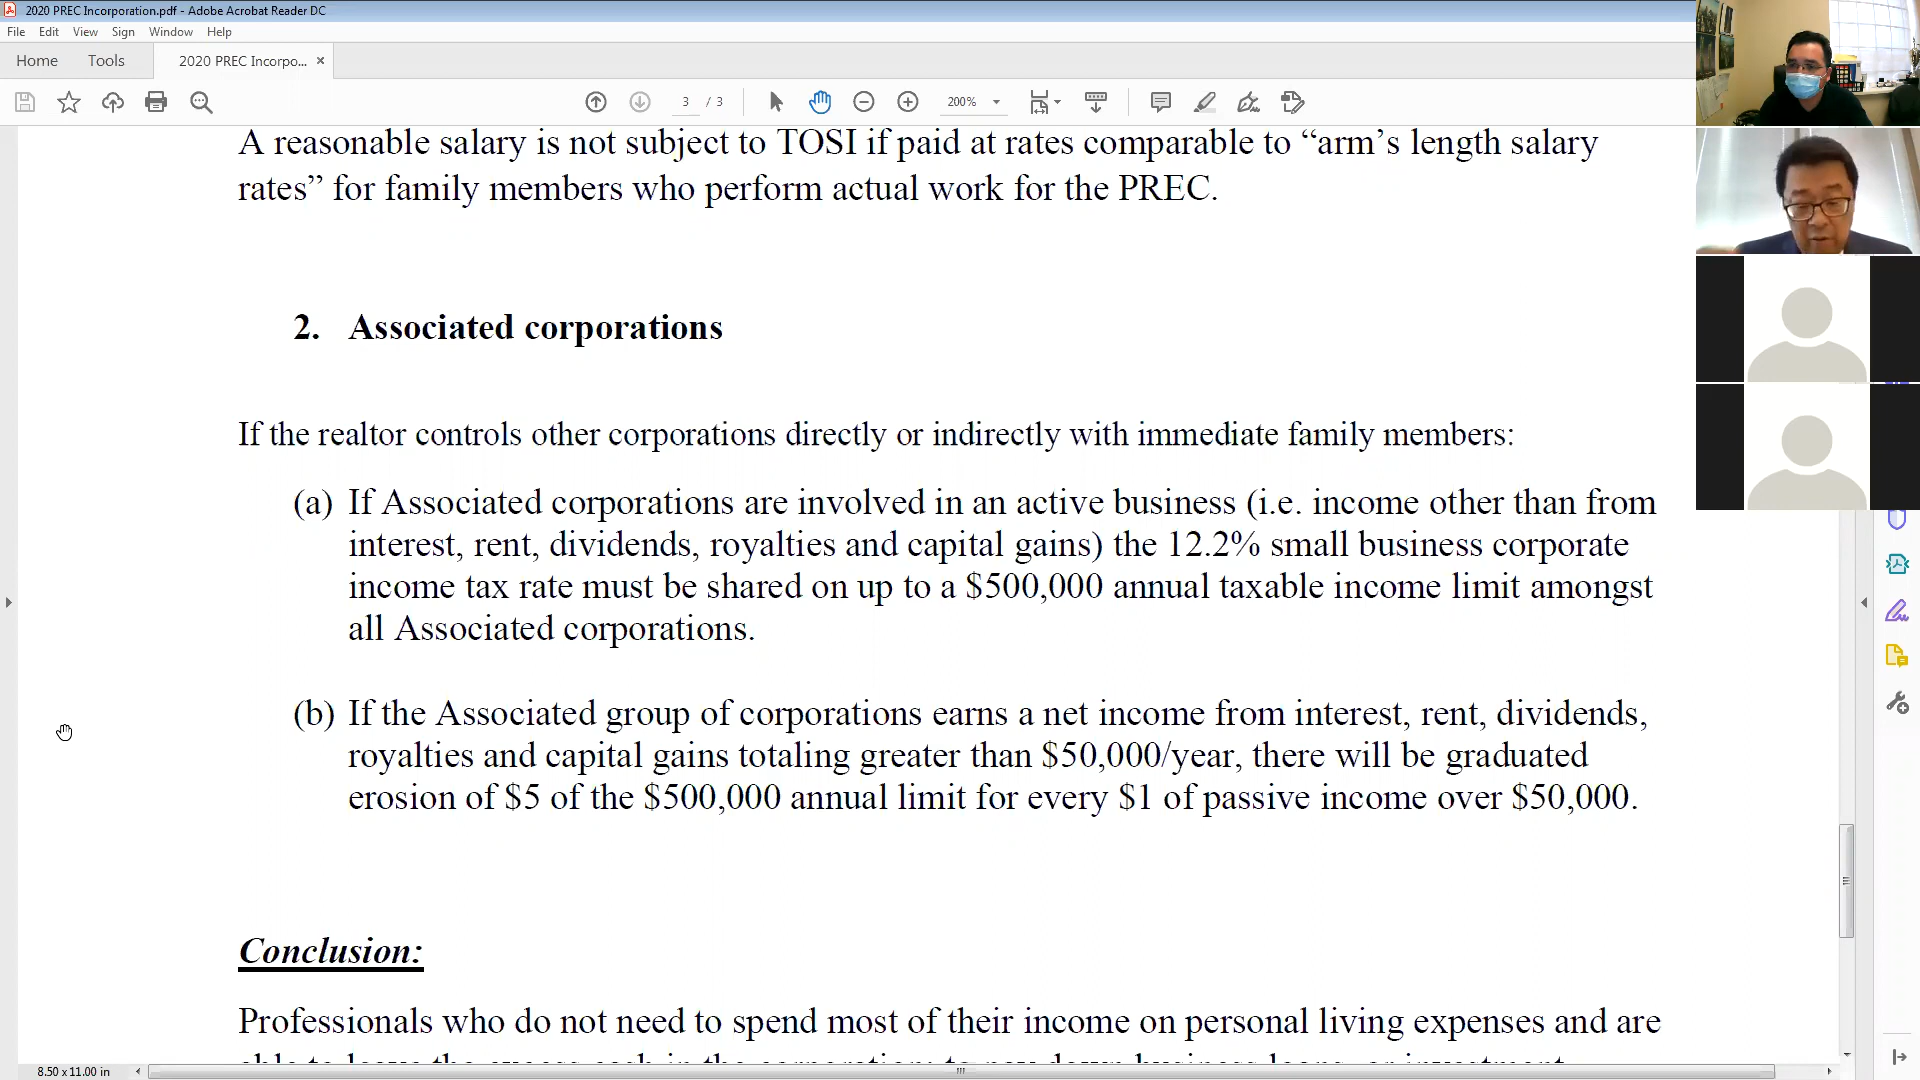 2020 PREC Incorporation.pdf - Adobe Acrobat Reader DC
File Edit View Sign Window Help
Home Tools 2020 PREC Incorpo... ×
3 / 3 200%
A reasonable salary is not subject to TOSI if paid at rates comparable to “arm’s length salary
rates” for family members who perform actual work for the PREC.
2. Associated corporations
If the realtor controls other corporations directly or indirectly with immediate family members:
(a) If Associated corporations are involved in an active business (i.e. income other than from
interest, rent, dividends, royalties and capital gains) the 12.2% small business corporate
income tax rate must be shared on up to a $500,000 annual taxable income limit amongst
all Associated corporations.
(b) If the Associated group of corporations earns a net income from interest, rent, dividends,
royalties and capital gains totaling greater than $50,000/year, there will be graduated
erosion of $5 of the $500,000 annual limit for every $1 of passive income over $50,000.
Conclusion:
Professionals who do not need to spend most of their income on personal living expenses and are
8.50 x 11.00 in